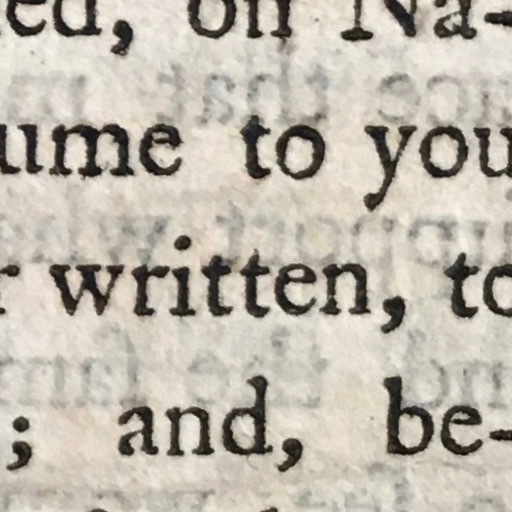 ed, on Na-
ume to you
r written, to
; and, be-